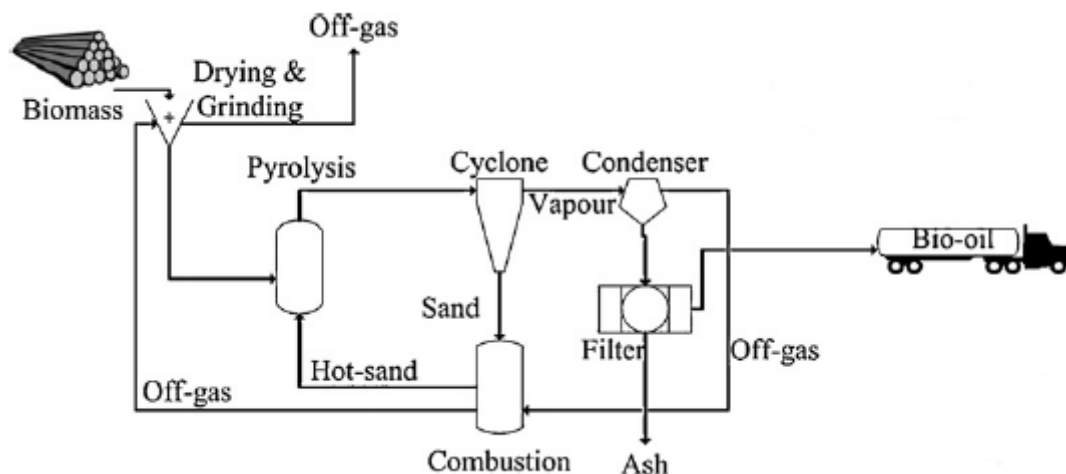 Off-gas
Drying &
Grinding
Biomass
Pyrolysis
Cyclone
Condenser
Vapour
Bio-oil
Sand
Filter
Off-gas
Hot-sand
Off-gas
Combustion
Ash